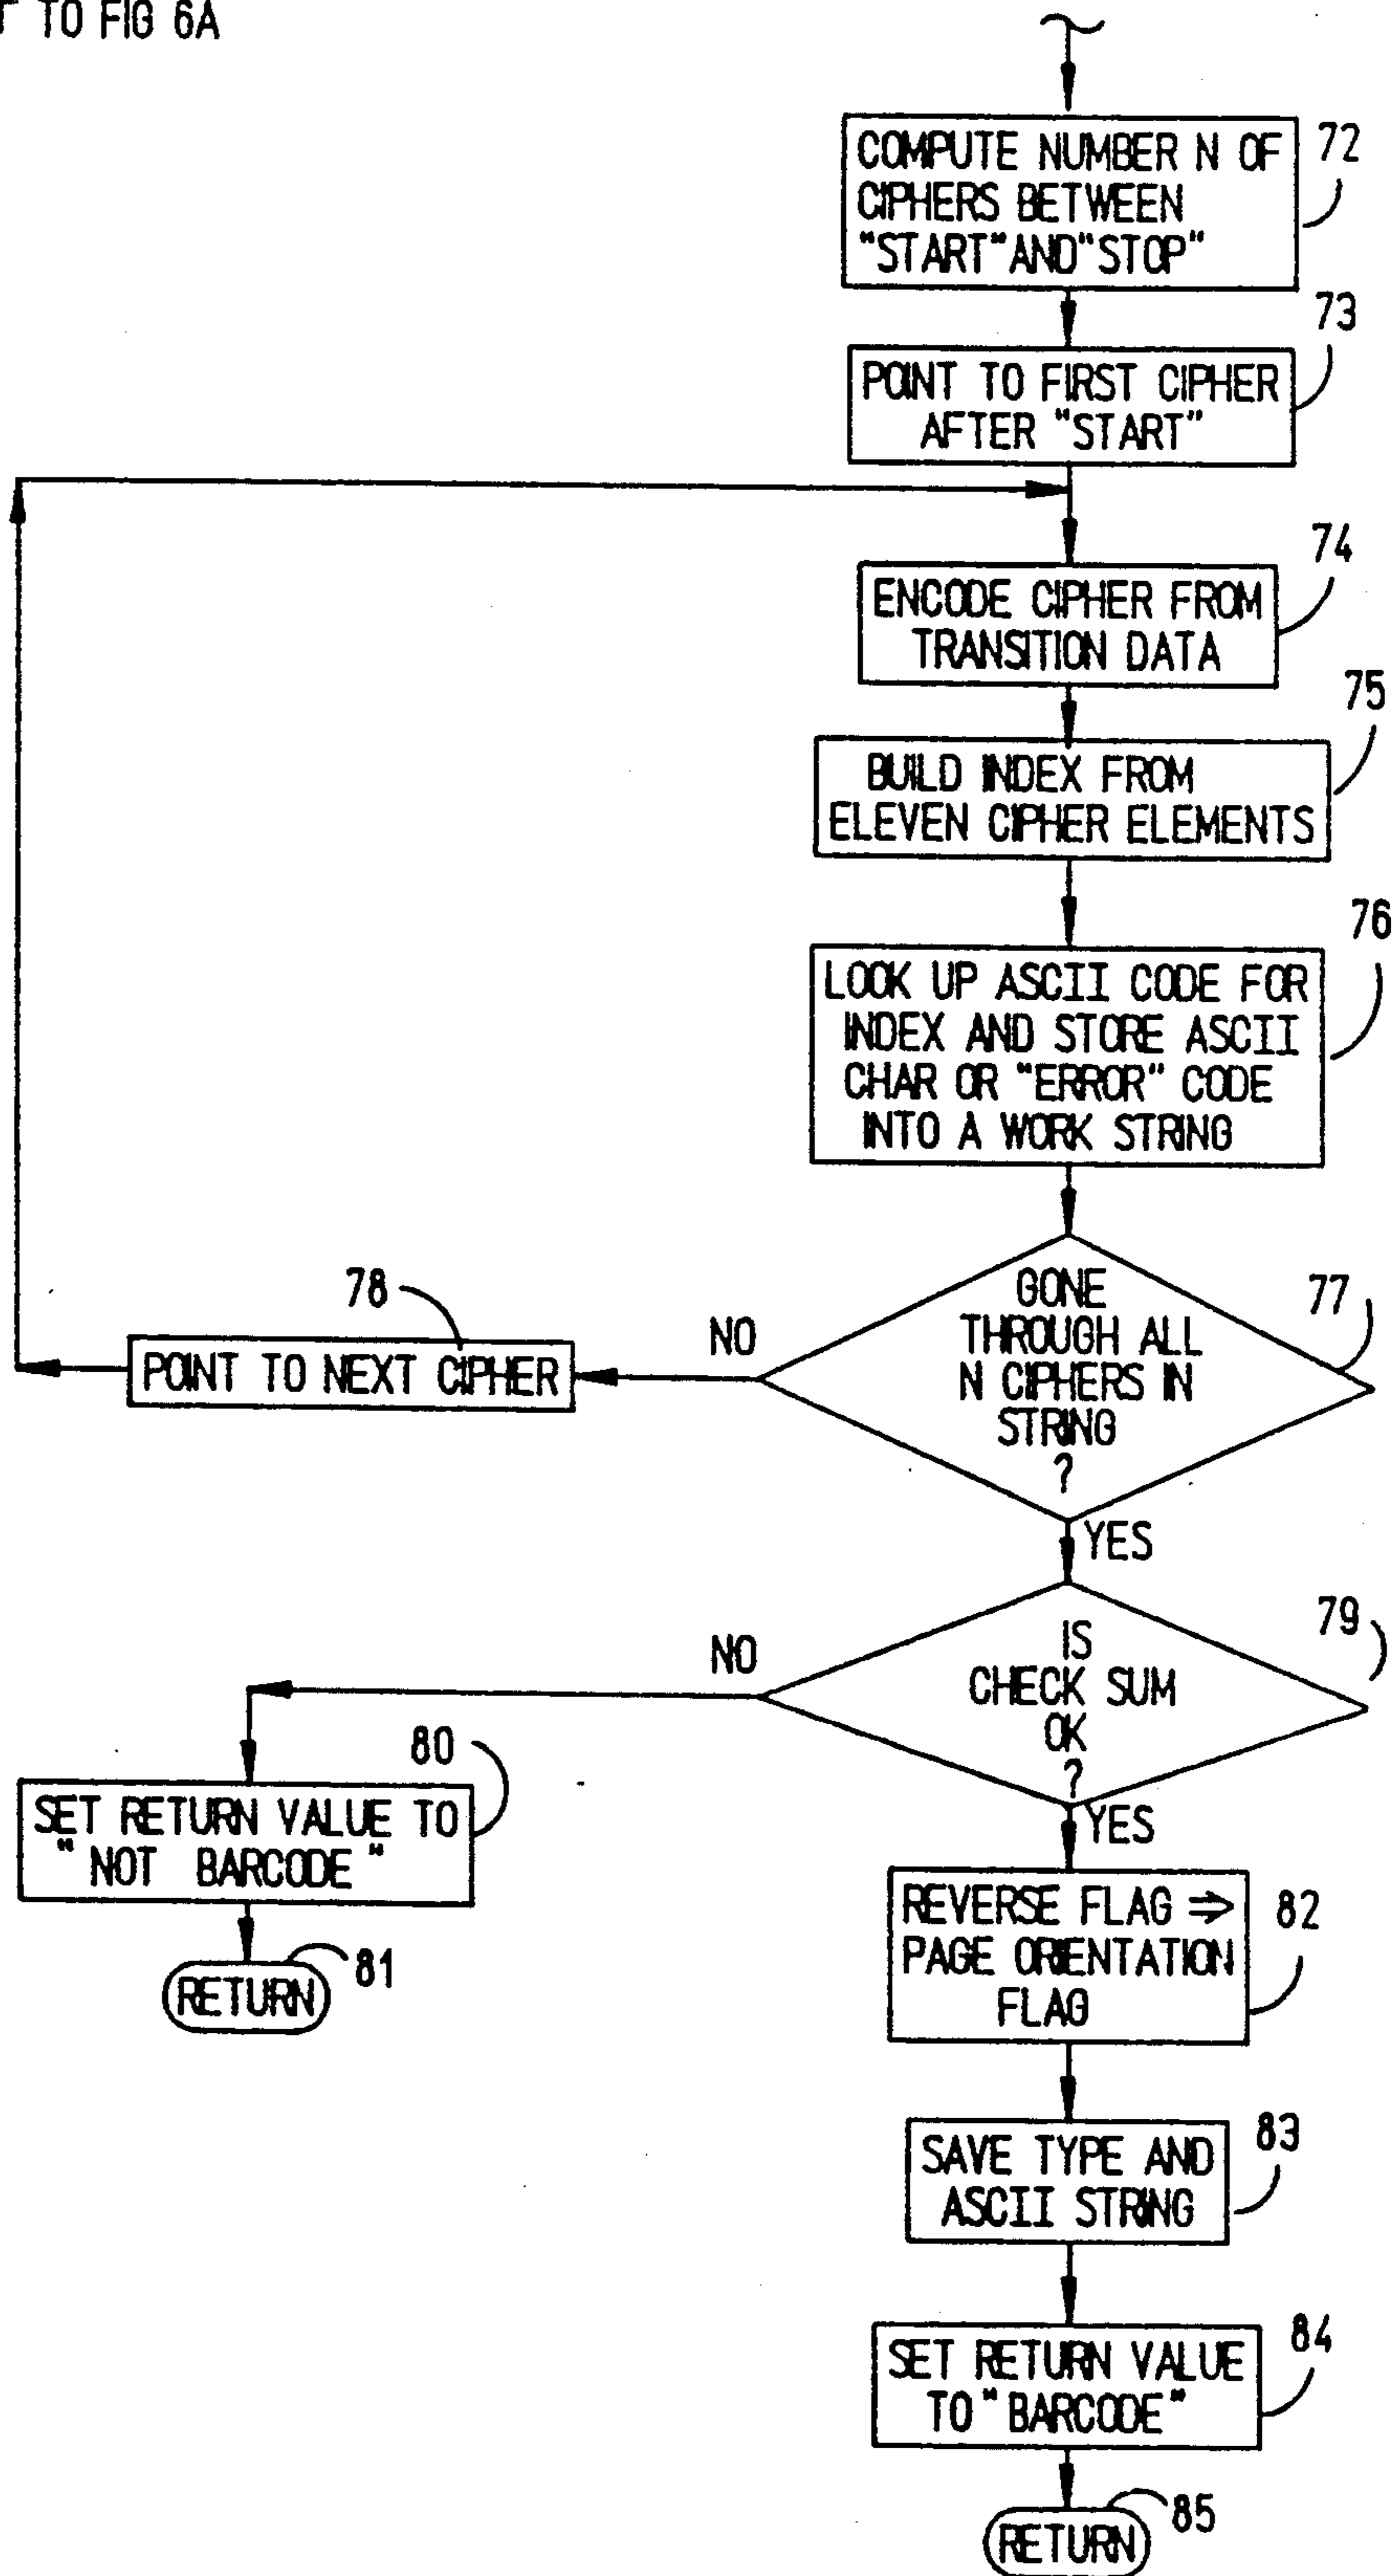 TO FIG 6A
COMPUTE NUMBER N OF
CIPHERS BETWEEN
"START" AND "STOP"
72
POINT TO FIRST CIPHER
AFTER "START"
73
ENCODE CIPHER FROM
TRANSITION DATA
74
BUILD INDEX FROM
ELEVEN CIPHER ELEMENTS
75
LOOK UP ASCII CODE FOR
INDEX AND STORE ASCII
CHAR OR "ERROR" CODE
INTO A WORK STRING
76
GONE
THROUGH ALL
N CIPHERS IN
STRING
?
77
NO
78
POINT TO NEXT CIPHER
YES
IS
CHECK SUM
OK
?
79
NO
80
SET RETURN VALUE TO
"NOT BARCODE"
RETURN
81
YES
REVERSE FLAG ⇒
PAGE ORIENTATION
FLAG
82
SAVE TYPE AND
ASCII STRING
83
SET RETURN VALUE
TO "BARCODE"
84
RETURN
85